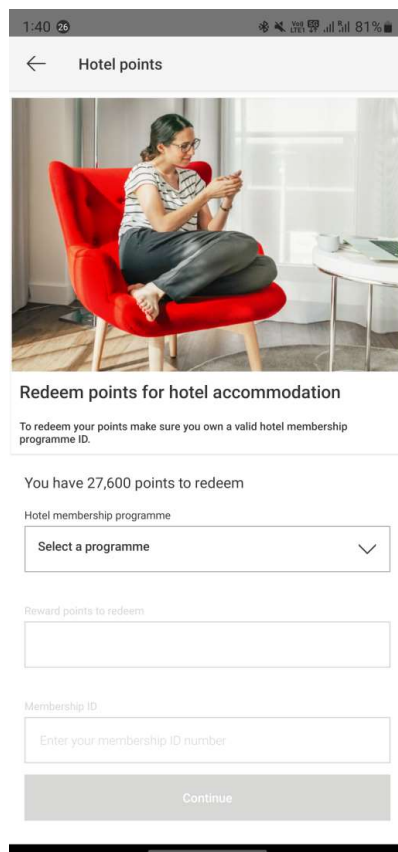 1:40 26 81%
Hotel points
Redeem points for hotel accommodation
To redeem your points make sure you own a valid hotel membership
programme ID.
You have 27,600 points to redeem
Hotel membership programme
Select a programme
Reward points to redeem
Membership ID
Enter your membership ID number
Continue